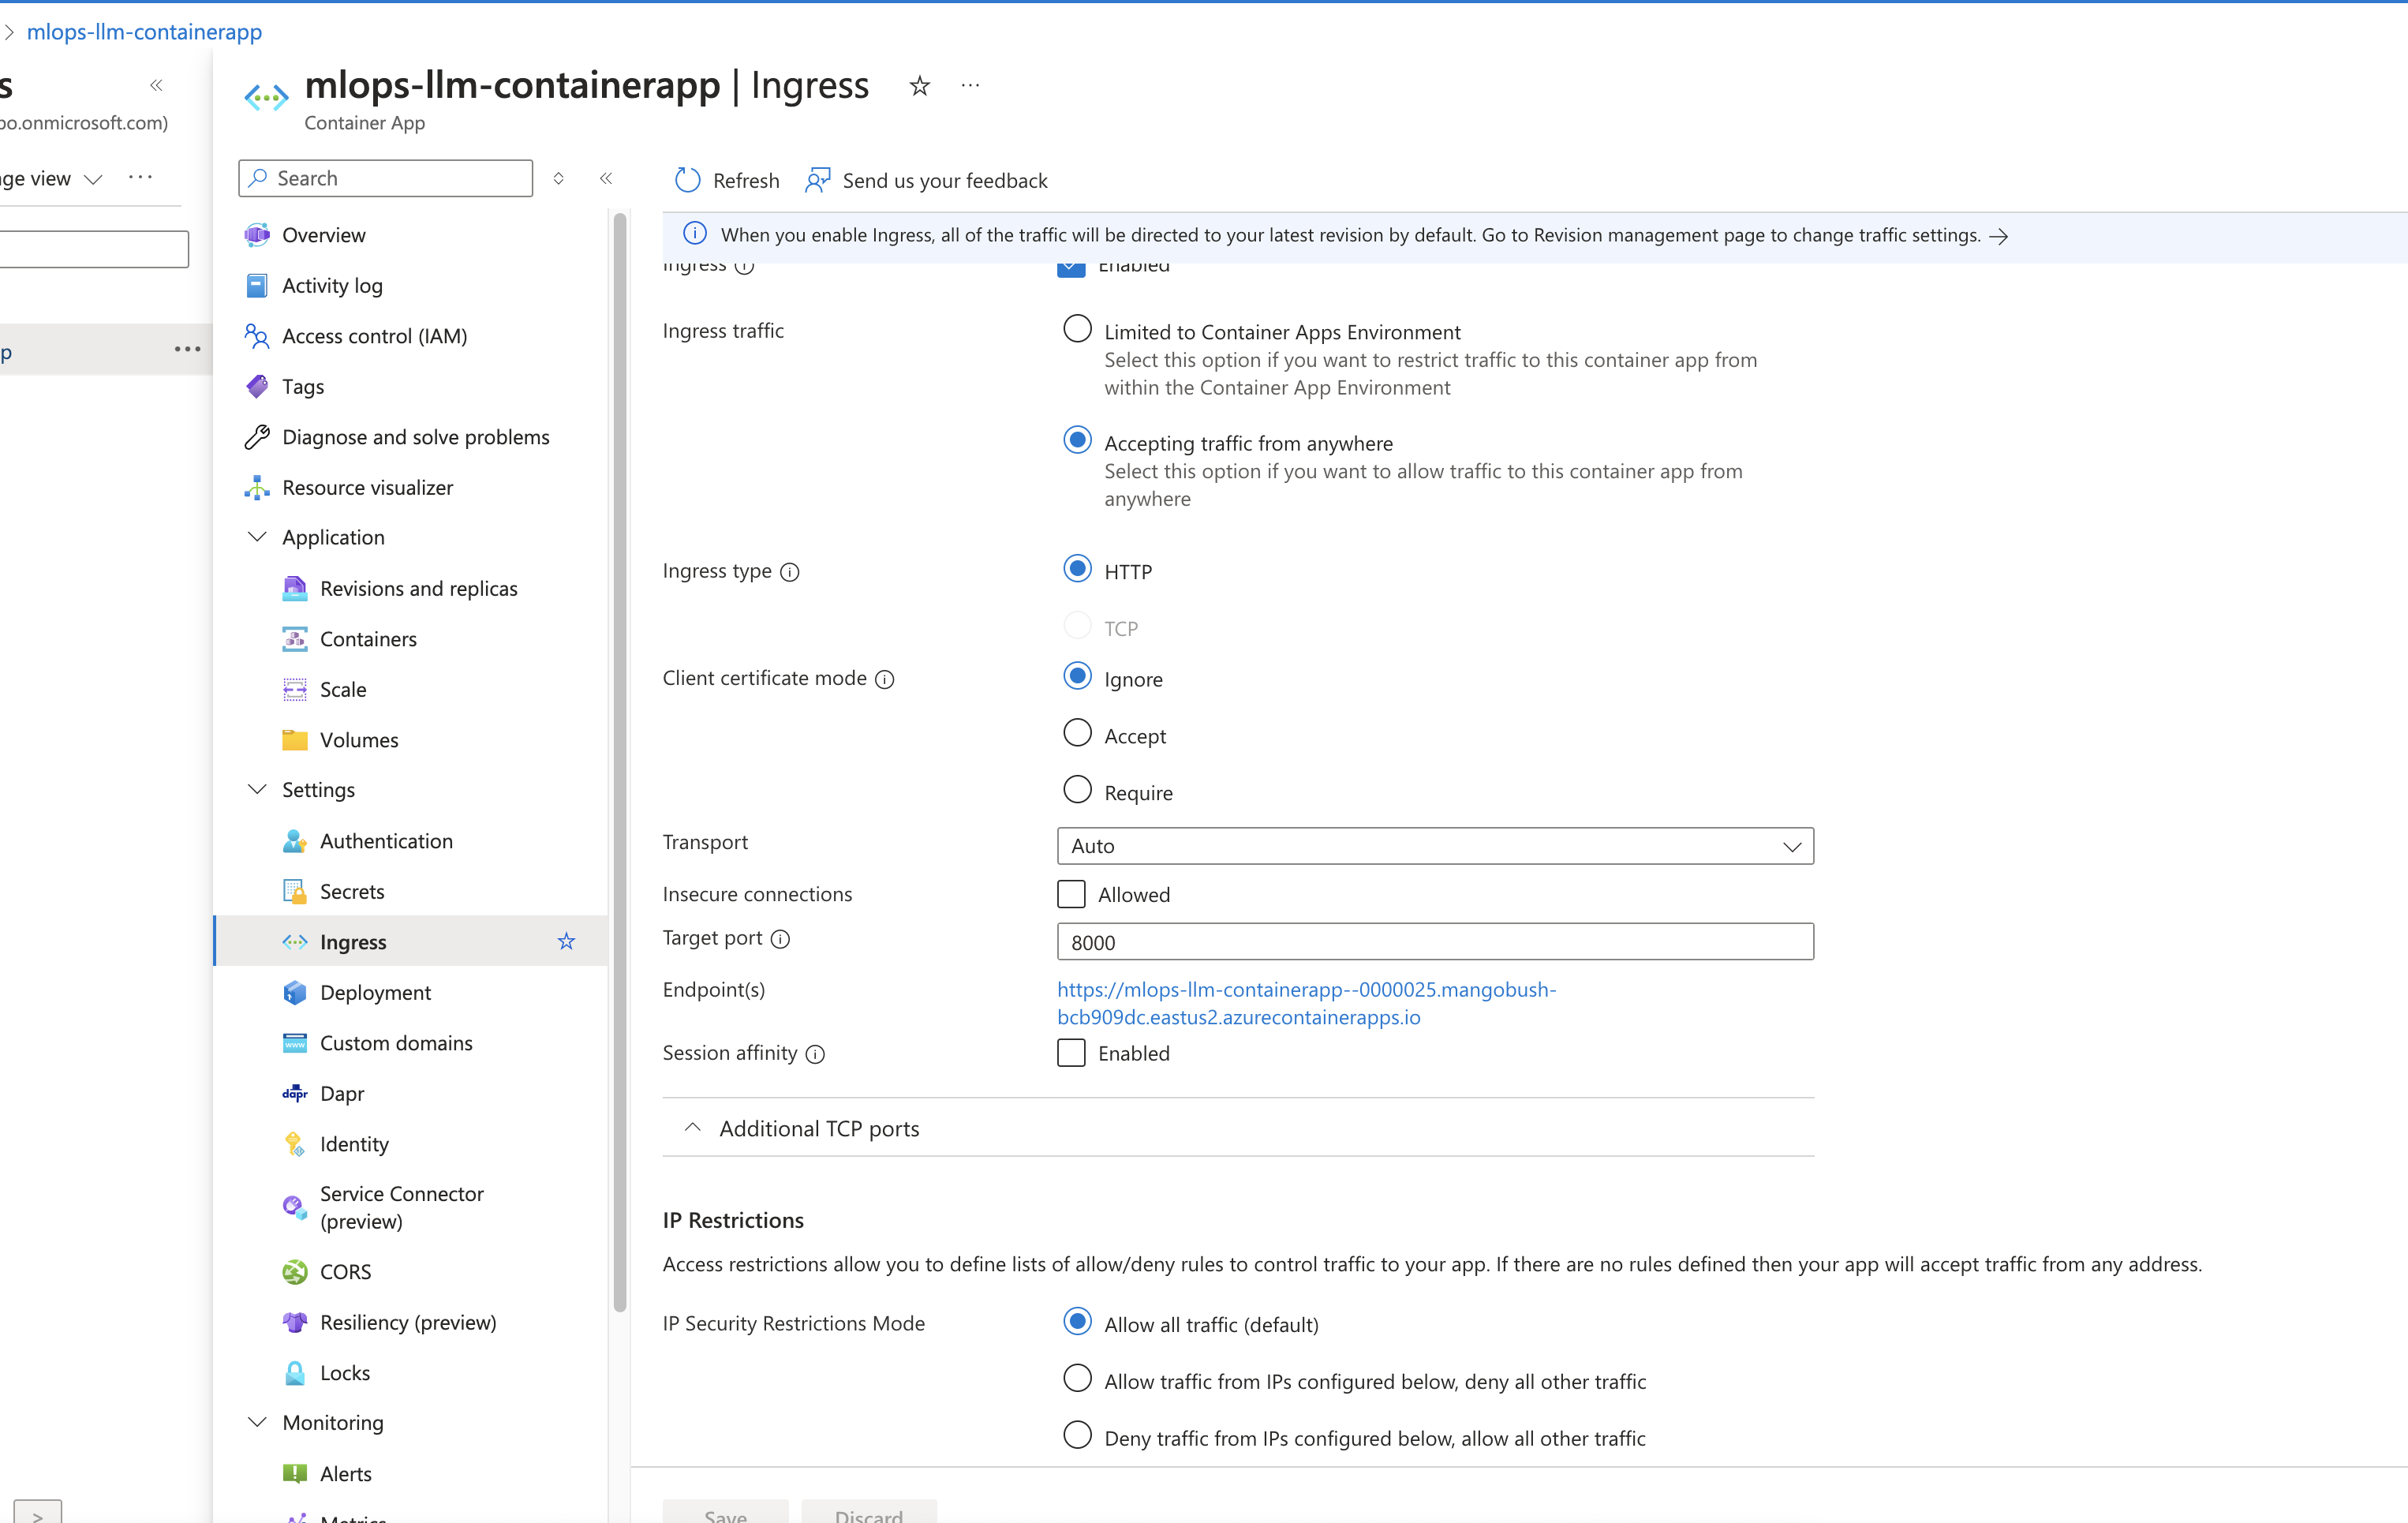 mlops-llm-containerapp
s
mlops-llm-containerapp | Ingress
Container App
po.onmicrosoft.com)
ge view
p
Search
Refresh
Send us your feedback
Overview
Activity log
Access control (IAM)
Tags
Diagnose and solve problems
Resource visualizer
Application
Revisions and replicas
Containers
Scale
Volumes
Settings
Authentication
Secrets
Ingress
Deployment
Custom domains
Dapr
Identity
Service Connector
(preview)
CORS
Resiliency (preview)
Locks
Monitoring
Alerts
Metrics
When you enable Ingress, all of the traffic will be directed to your latest revision by default. Go to Revision management page to change traffic settings.
Ingress
Enabled
Ingress traffic
Limited to Container Apps Environment
Select this option if you want to restrict traffic to this container app from
within the Container App Environment
Accepting traffic from anywhere
Select this option if you want to allow traffic to this container app from
anywhere
Ingress type
HTTP
TCP
Client certificate mode
Ignore
Accept
Require
Transport
Auto
Insecure connections
Allowed
Target port
8000
Endpoint(s)
https://mlops-llm-containerapp--0000025.mangobush-
bcb909dc.eastus2.azurecontainerapps.io
Session affinity
Enabled
Additional TCP ports
IP Restrictions
Access restrictions allow you to define lists of allow/deny rules to control traffic to your app. If there are no rules defined then your app will accept traffic from any address.
IP Security Restrictions Mode
Allow all traffic (default)
Allow traffic from IPs configured below, deny all other traffic
Deny traffic from IPs configured below, allow all other traffic
Save
Discard